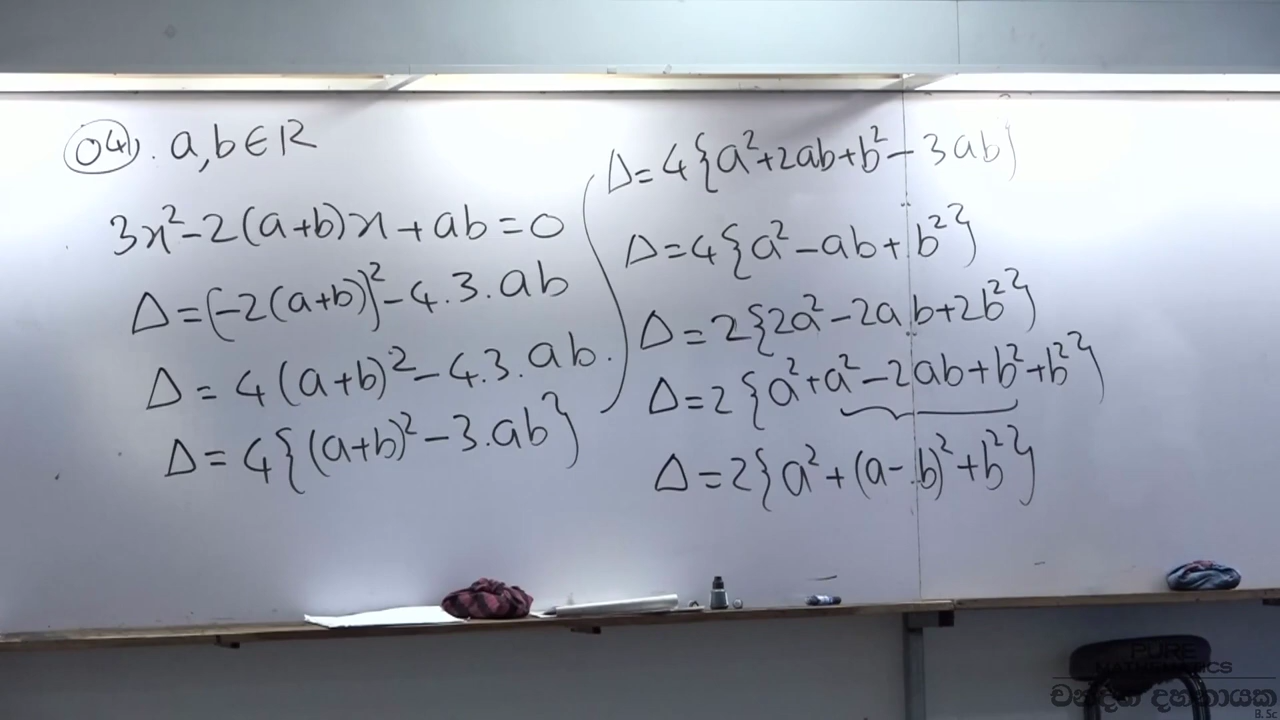 04). a,b∈R
3x²-2(a+b)x+ab=0
Δ=(-2(a+b))²-4.3.ab
Δ=4(a+b)²-4.3.ab.
Δ=4{(a+b)²-3.ab}
Δ=4{a²+2ab+b²-3ab}
Δ=4{a²-ab+b²}
Δ=2{2a²-2ab+2b²}
Δ=2{a²+a²-2ab+b²+b²}
Δ=2{a²+(a-b)²+b²}
PURE
MATHEMATICS
චන්දන දහනායක
B.Sc